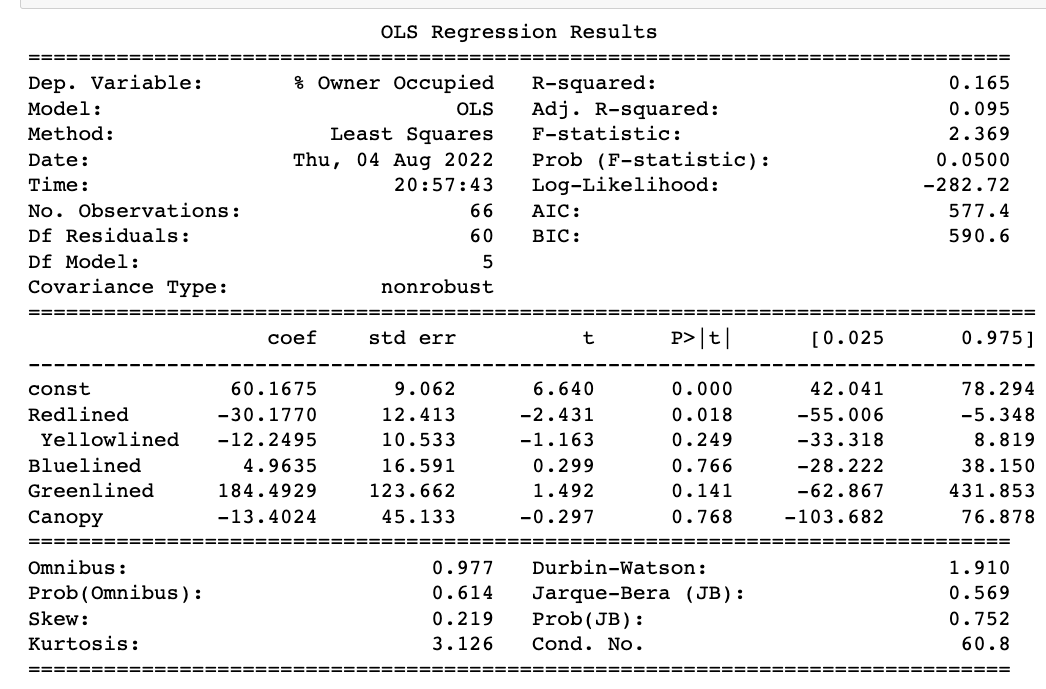 OLS Regression Results
==============================================================================
Dep. Variable: % Owner Occupied R-squared: 0.165
Model: OLS Adj. R-squared: 0.095
Method: Least Squares F-statistic: 2.369
Date: Thu, 04 Aug 2022 Prob (F-statistic): 0.0500
Time: 20:57:43 Log-Likelihood: -282.72
No. Observations: 66 AIC: 577.4
Df Residuals: 60 BIC: 590.6
Df Model: 5
Covariance Type: nonrobust
================================================================================
coef std err t P>|t| [0.025 0.975]
--------------------------------------------------------------------------------
const 60.1675 9.062 6.640 0.000 42.041 78.294
Redlined -30.1770 12.413 -2.431 0.018 -55.006 -5.348
Yellowlined -12.2495 10.533 -1.163 0.249 -33.318 8.819
Bluelined 4.9635 16.591 0.299 0.766 -28.222 38.150
Greenlined 184.4929 123.662 1.492 0.141 -62.867 431.853
Canopy -13.4024 45.133 -0.297 0.768 -103.682 76.878
==============================================================================
Omnibus: 0.977 Durbin-Watson: 1.910
Prob(Omnibus): 0.614 Jarque-Bera (JB): 0.569
Skew: 0.219 Prob(JB): 0.752
Kurtosis: 3.126 Cond. No. 60.8
==============================================================================